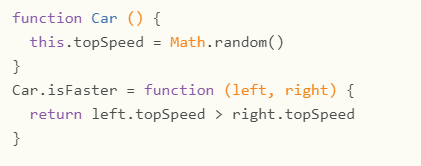 function Car () {
  this.topSpeed = Math.random()
}
Car.isFaster = function (left, right) {
  return left.topSpeed > right.topSpeed
}